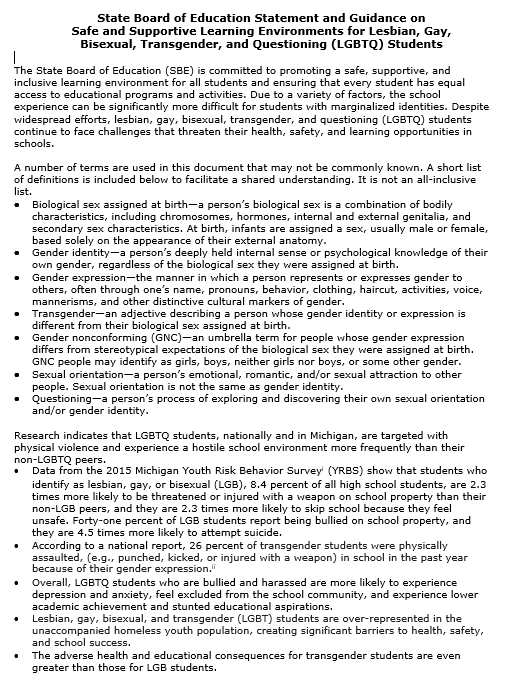 State Board of Education Statement and Guidance on
Safe and Supportive Learning Environments for Lesbian, Gay,
Bisexual, Transgender, and Questioning (LGBTQ) Students
The State Board of Education (SBE) is committed to promoting a safe, supportive, and
inclusive learning environment for all students and ensuring that every student has equal
access to educational programs and activities. Due to a variety of factors, the school
experience can be significantly more difficult for students with marginalized identities. Despite
widespread efforts, lesbian, gay, bisexual, transgender, and questioning (LGBTQ) students
continue to face challenges that threaten their health, safety, and learning opportunities in
schools.
A number of terms are used in this document that may not be commonly known. A short list
of definitions is included below to facilitate a shared understanding. It is not an all-inclusive
list.
• Biological sex assigned at birth—a person's biological sex is a combination of bodily
characteristics, including chromosomes, hormones, internal and external genitalia, and
secondary sex characteristics. At birth, infants are assigned a sex, usually male or female,
based solely on the appearance of their external anatomy.
• Gender identity—a person's deeply held internal sense or psychological knowledge of their
own gender, regardless of the biological sex they were assigned at birth.
• Gender expression—the manner in which a person represents or expresses gender to
others, often through one's name, pronouns, behavior, clothing, haircut, activities, voice,
mannerisms, and other distinctive cultural markers of gender.
• Transgender—an adjective describing a person whose gender identity or expression is
different from their biological sex assigned at birth.
• Gender nonconforming (GNC)—an umbrella term for people whose gender expression
differs from stereotypical expectations of the biological sex they were assigned at birth.
GNC people may identify as girls, boys, neither girls nor boys, or some other gender.
• Sexual orientation—a person's emotional, romantic, and/or sexual attraction to other
people. Sexual orientation is not the same as gender identity.
• Questioning—a person's process of exploring and discovering their own sexual orientation
and/or gender identity.
Research indicates that LGBTQ students, nationally and in Michigan, are targeted with
physical violence and experience a hostile school environment more frequently than their
non-LGBTQ peers.
• Data from the 2015 Michigan Youth Risk Behavior Surveyⁱ (YRBS) show that students who
identify as lesbian, gay, or bisexual (LGB), 8.4 percent of all high school students, are 2.3
times more likely to be threatened or injured with a weapon on school property than their
non-LGB peers, and they are 2.3 times more likely to skip school because they feel
unsafe. Forty-one percent of LGB students report being bullied on school property, and
they are 4.5 times more likely to attempt suicide.
• According to a national report, 26 percent of transgender students were physically
assaulted, (e.g., punched, kicked, or injured with a weapon) in school in the past year
because of their gender expression.ⁱⁱ
• Overall, LGBTQ students who are bullied and harassed are more likely to experience
depression and anxiety, feel excluded from the school community, and experience lower
academic achievement and stunted educational aspirations.
• Lesbian, gay, bisexual, and transgender (LGBT) students are over-represented in the
unaccompanied homeless youth population, creating significant barriers to health, safety,
and school success.
• The adverse health and educational consequences for transgender students are even
greater than those for LGB students.